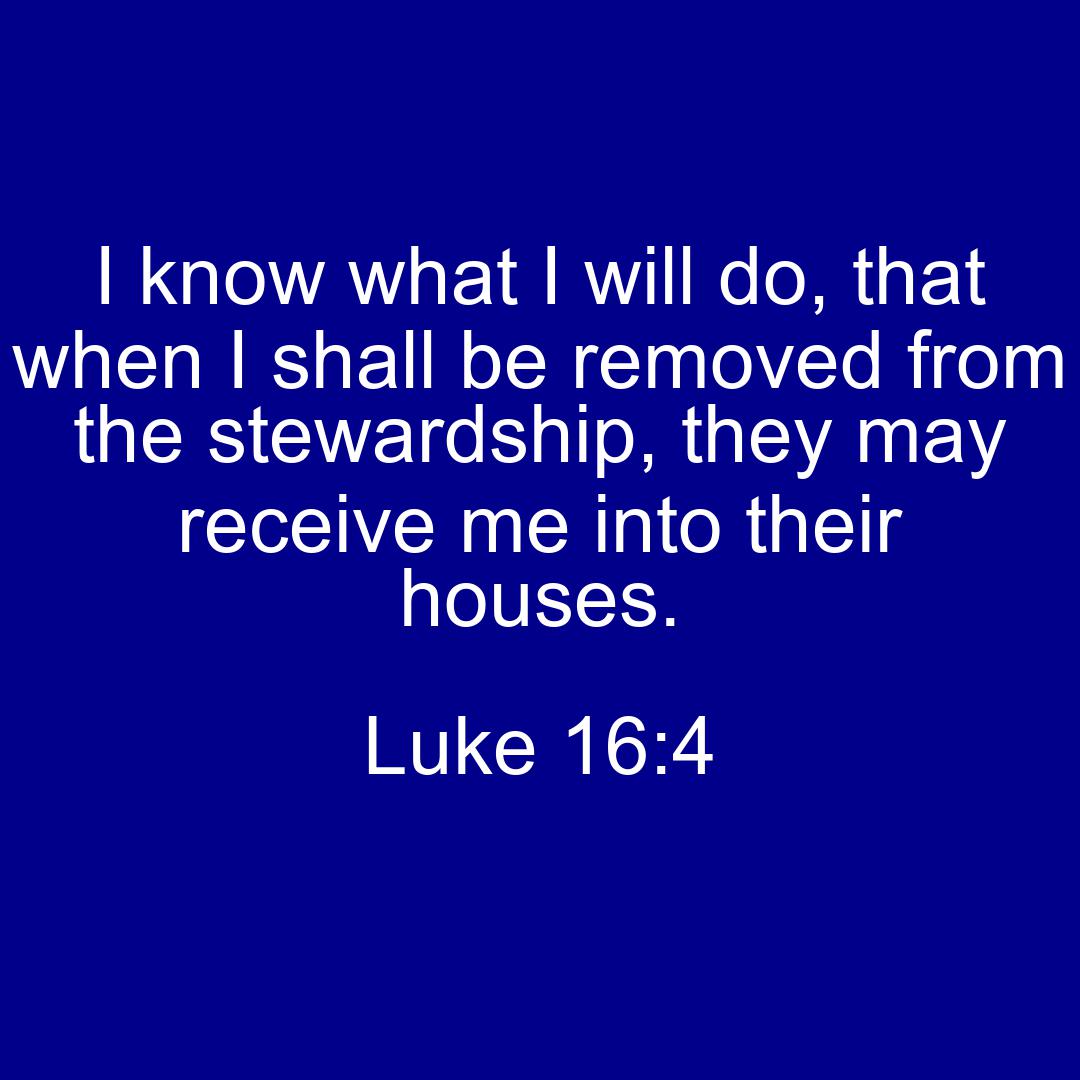 I know what I will do, that
when I shall be removed from
the stewardship, they may
receive me into their
houses.
Luke 16:4